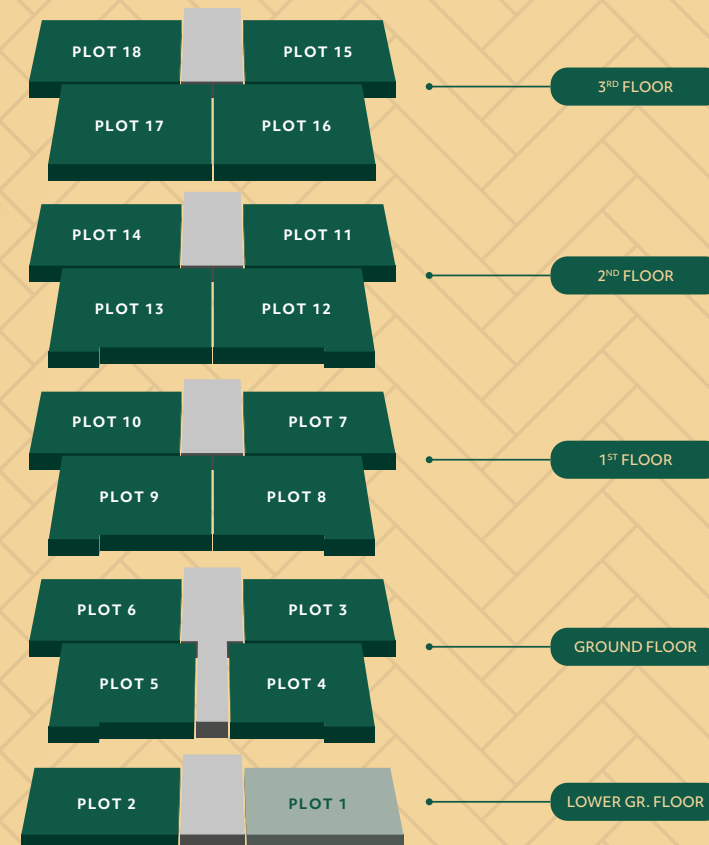 PLOT 18
PLOT 15
3RD FLOOR
PLOT 17
PLOT 16
PLOT 14
PLOT 11
2ND FLOOR
PLOT 13
PLOT 12
PLOT 10
PLOT 7
1ST FLOOR
PLOT 9
PLOT 8
PLOT 6
PLOT 3
GROUND FLOOR
PLOT 5
PLOT 4
PLOT 2
PLOT 1
LOWER GR. FLOOR